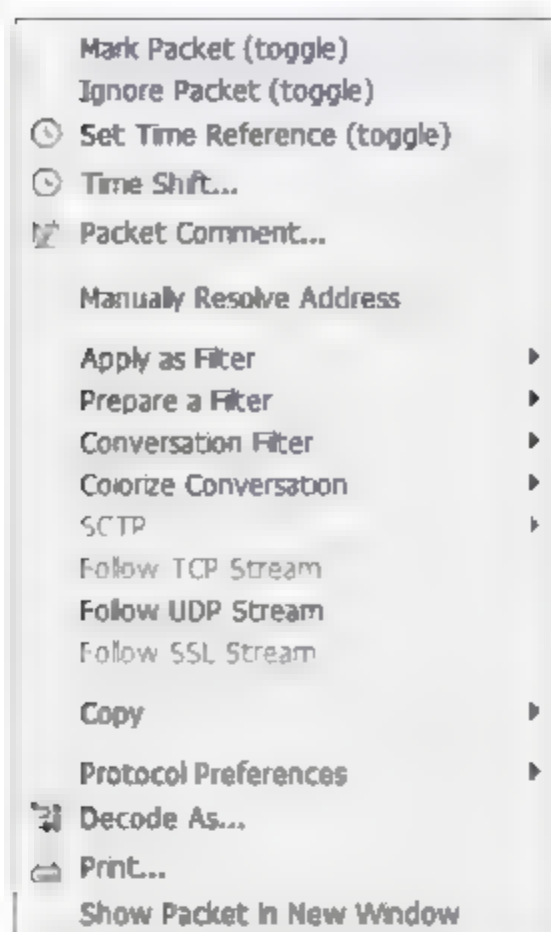 Mark Packet (toggle)
Ignore Packet (toggle)
Set Time Reference (toggle)
Time Shift...
Packet Comment...
Manually Resolve Address
Apply as Filter
Prepare a Filter
Conversation Filter
Colorize Conversation
SCTP
Follow TCP Stream
Follow UDP Stream
Follow SSL Stream
Copy
Protocol Preferences
Decode As...
Print...
Show Packet in New Window